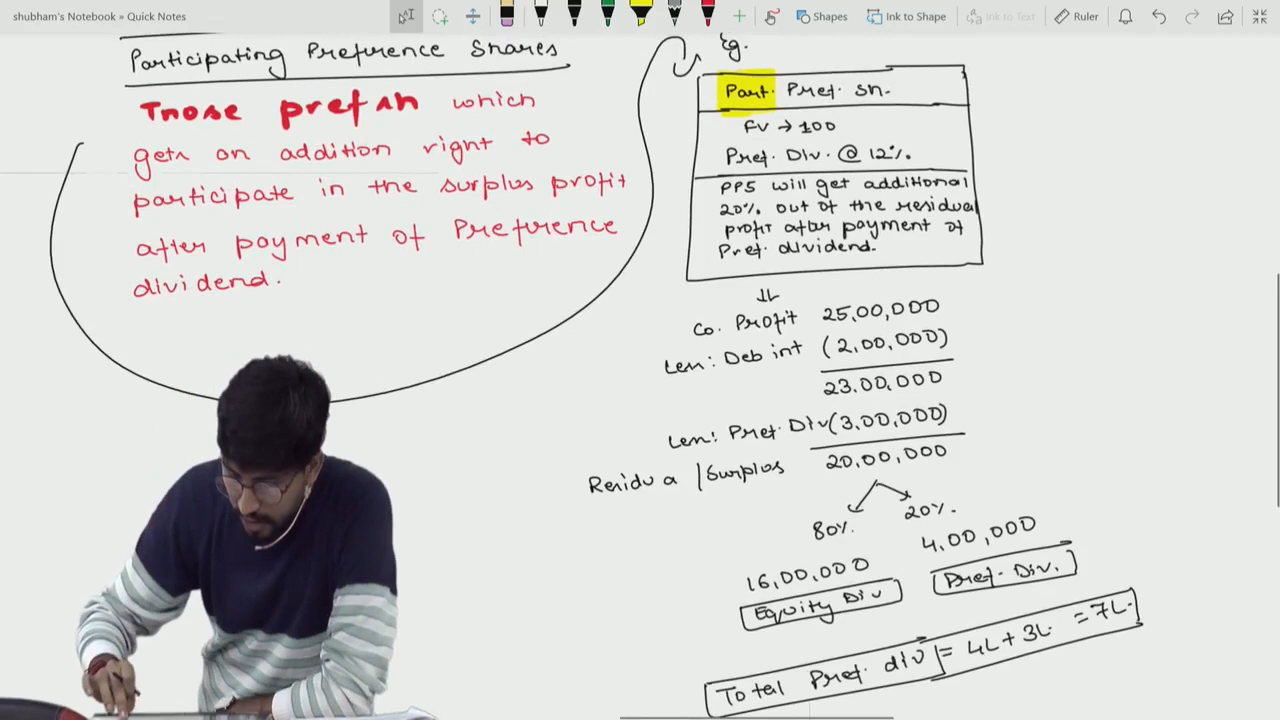 shubham's Notebook » Quick Notes
Shapes
Ink to Shape
Ink to Text
Ruler
Participating Preference Shares
Those pref sh which
gets on addition right to
participate in the surplus profit
after payment of Preference
dividend.
Eg.
Part. Pref. Sh.
FV → 100
Pref. Div. @ 12%.
PPS will get additional
20% out of the residual
profit after payment of
Pref. dividend.
Co. Profit 25,00,000
Less: Deb int (2,00,000)
23,00,000
Less: Pref. Div (3,00,000)
Residua / Surplus 20,00,000
80% 20%.
16,00,000 4,00,000
Equity Div Pref. Div.
Total Pref. div = 4L + 3L. = 7L.